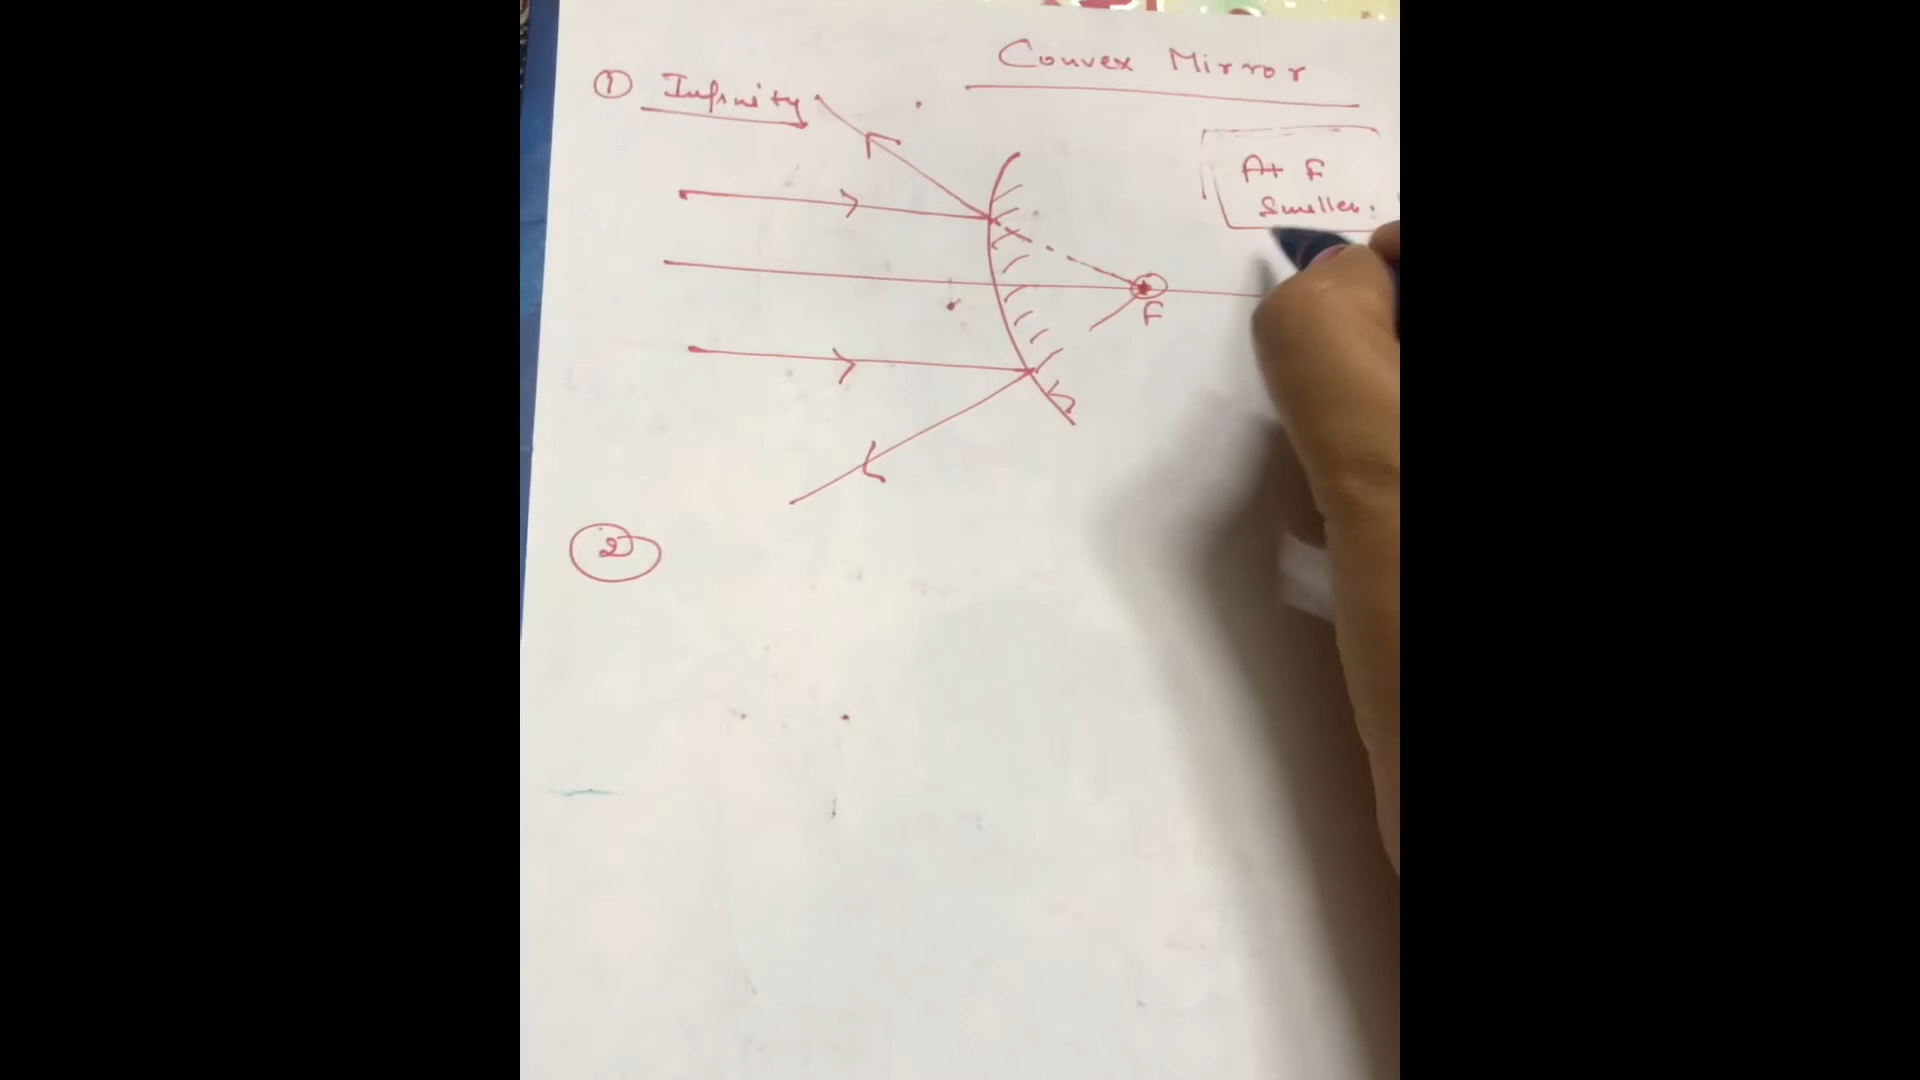 Convex Mirror
① Infinity
At F
Smaller.
F
②